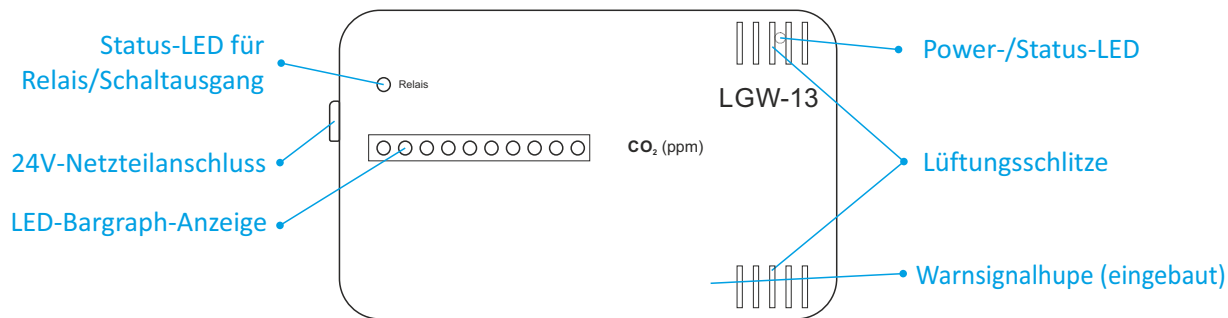 Status-LED für
Relais/Schaltausgang
24V-Netzteilanschluss
LED-Bargraph-Anzeige
Relais
CO₂ (ppm)
LGW-13
Power-/Status-LED
Lüftungsschlitze
Warnsignalhupe (eingebaut)